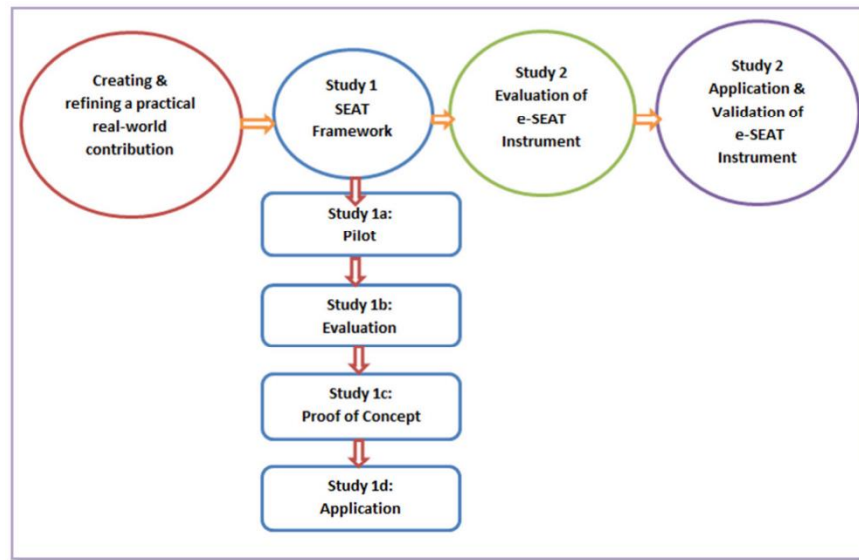 Creating &
refining a practical
real-world
contribution
Study 1
SEAT
Framework
Study 2
Evaluation of
e-SEAT
Instrument
Study 2
Application &
Validation of
e-SEAT
Instrument
Study 1a:
Pilot
Study 1b:
Evaluation
Study 1c:
Proof of Concept
Study 1d:
Application